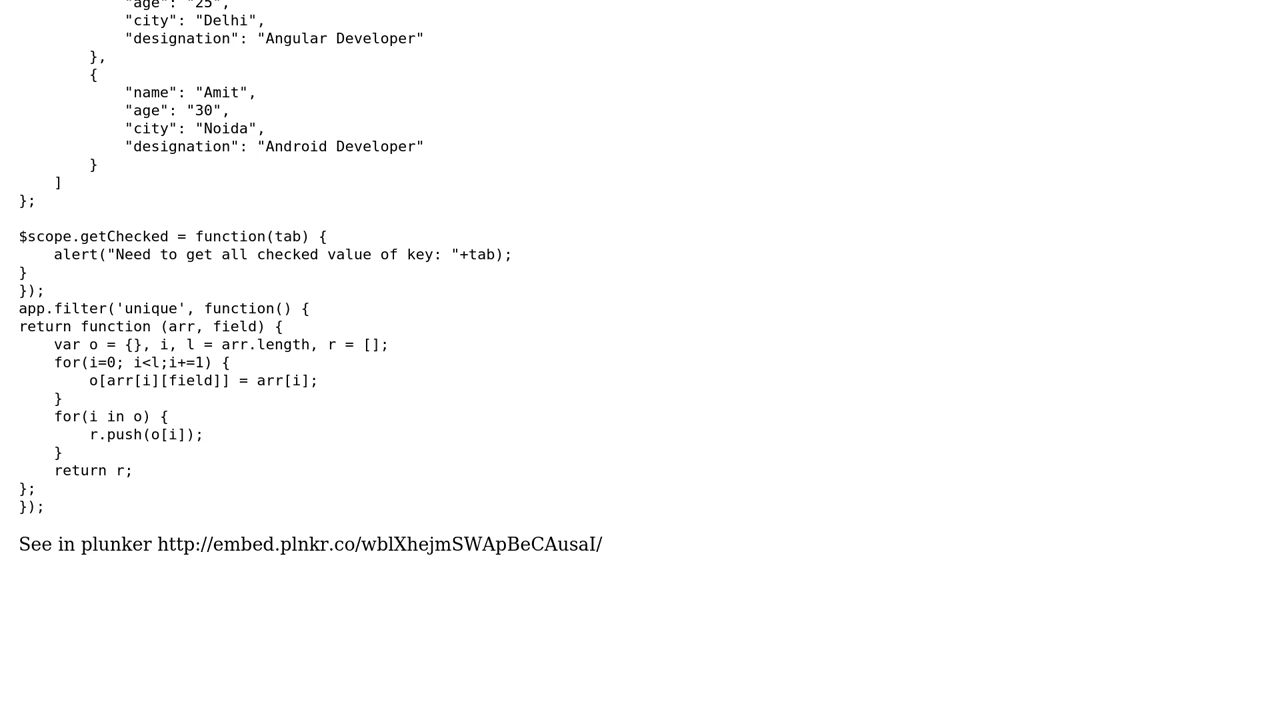 "age": "25",
            "city": "Delhi",
            "designation": "Angular Developer"
        },
        {
            "name": "Amit",
            "age": "30",
            "city": "Noida",
            "designation": "Android Developer"
        }
    ]
};

$scope.getChecked = function(tab) {
    alert("Need to get all checked value of key: "+tab);
}
});
app.filter('unique', function() {
return function (arr, field) {
    var o = {}, i, l = arr.length, r = [];
    for(i=0; i<l;i+=1) {
        o[arr[i][field]] = arr[i];
    }
    for(i in o) {
        r.push(o[i]);
    }
    return r;
};
});
See in plunker http://embed.plnkr.co/wblXhejmSWApBeCAusaI/